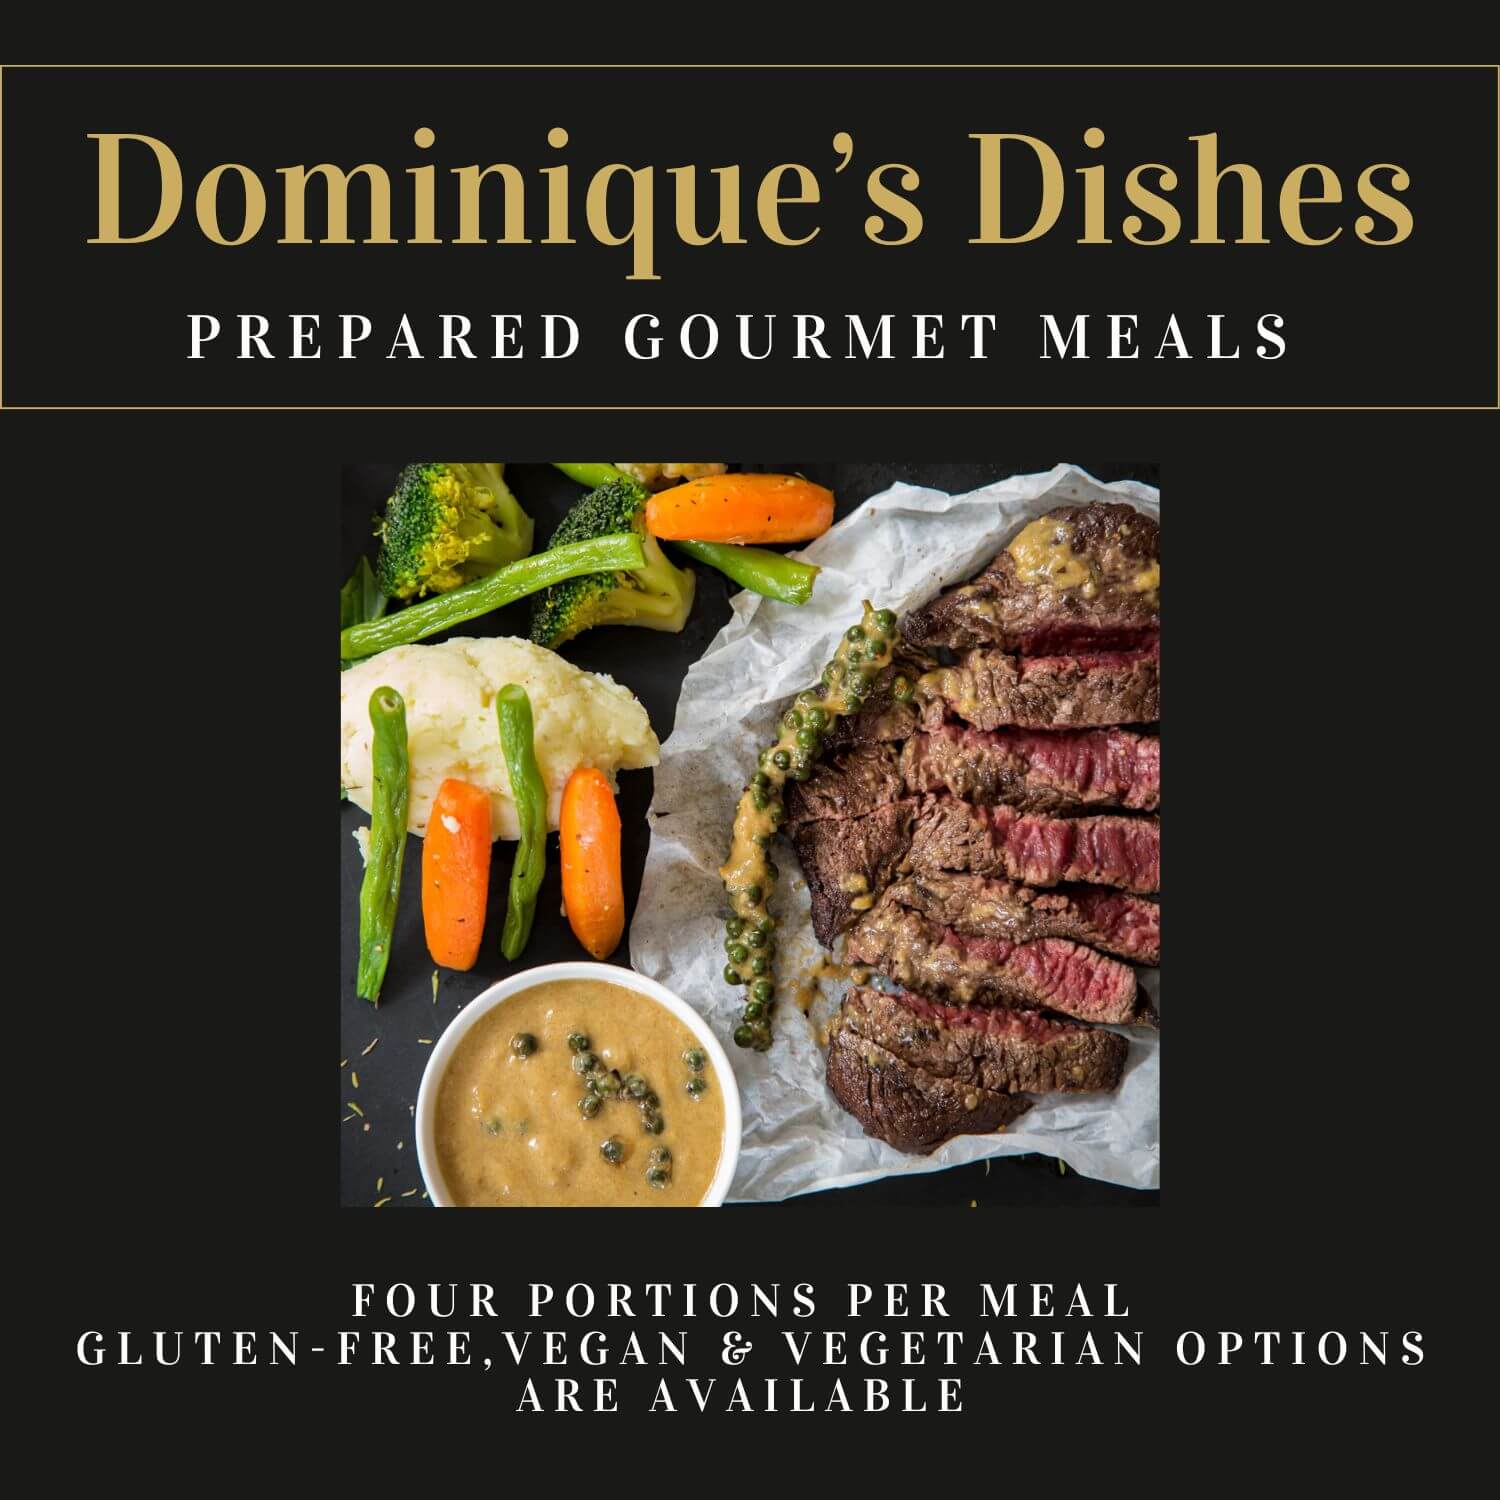 Dominique’s Dishes
PREPARED GOURMET MEALS
FOUR PORTIONS PER MEAL
GLUTEN-FREE,VEGAN & VEGETARIAN OPTIONS
ARE AVAILABLE